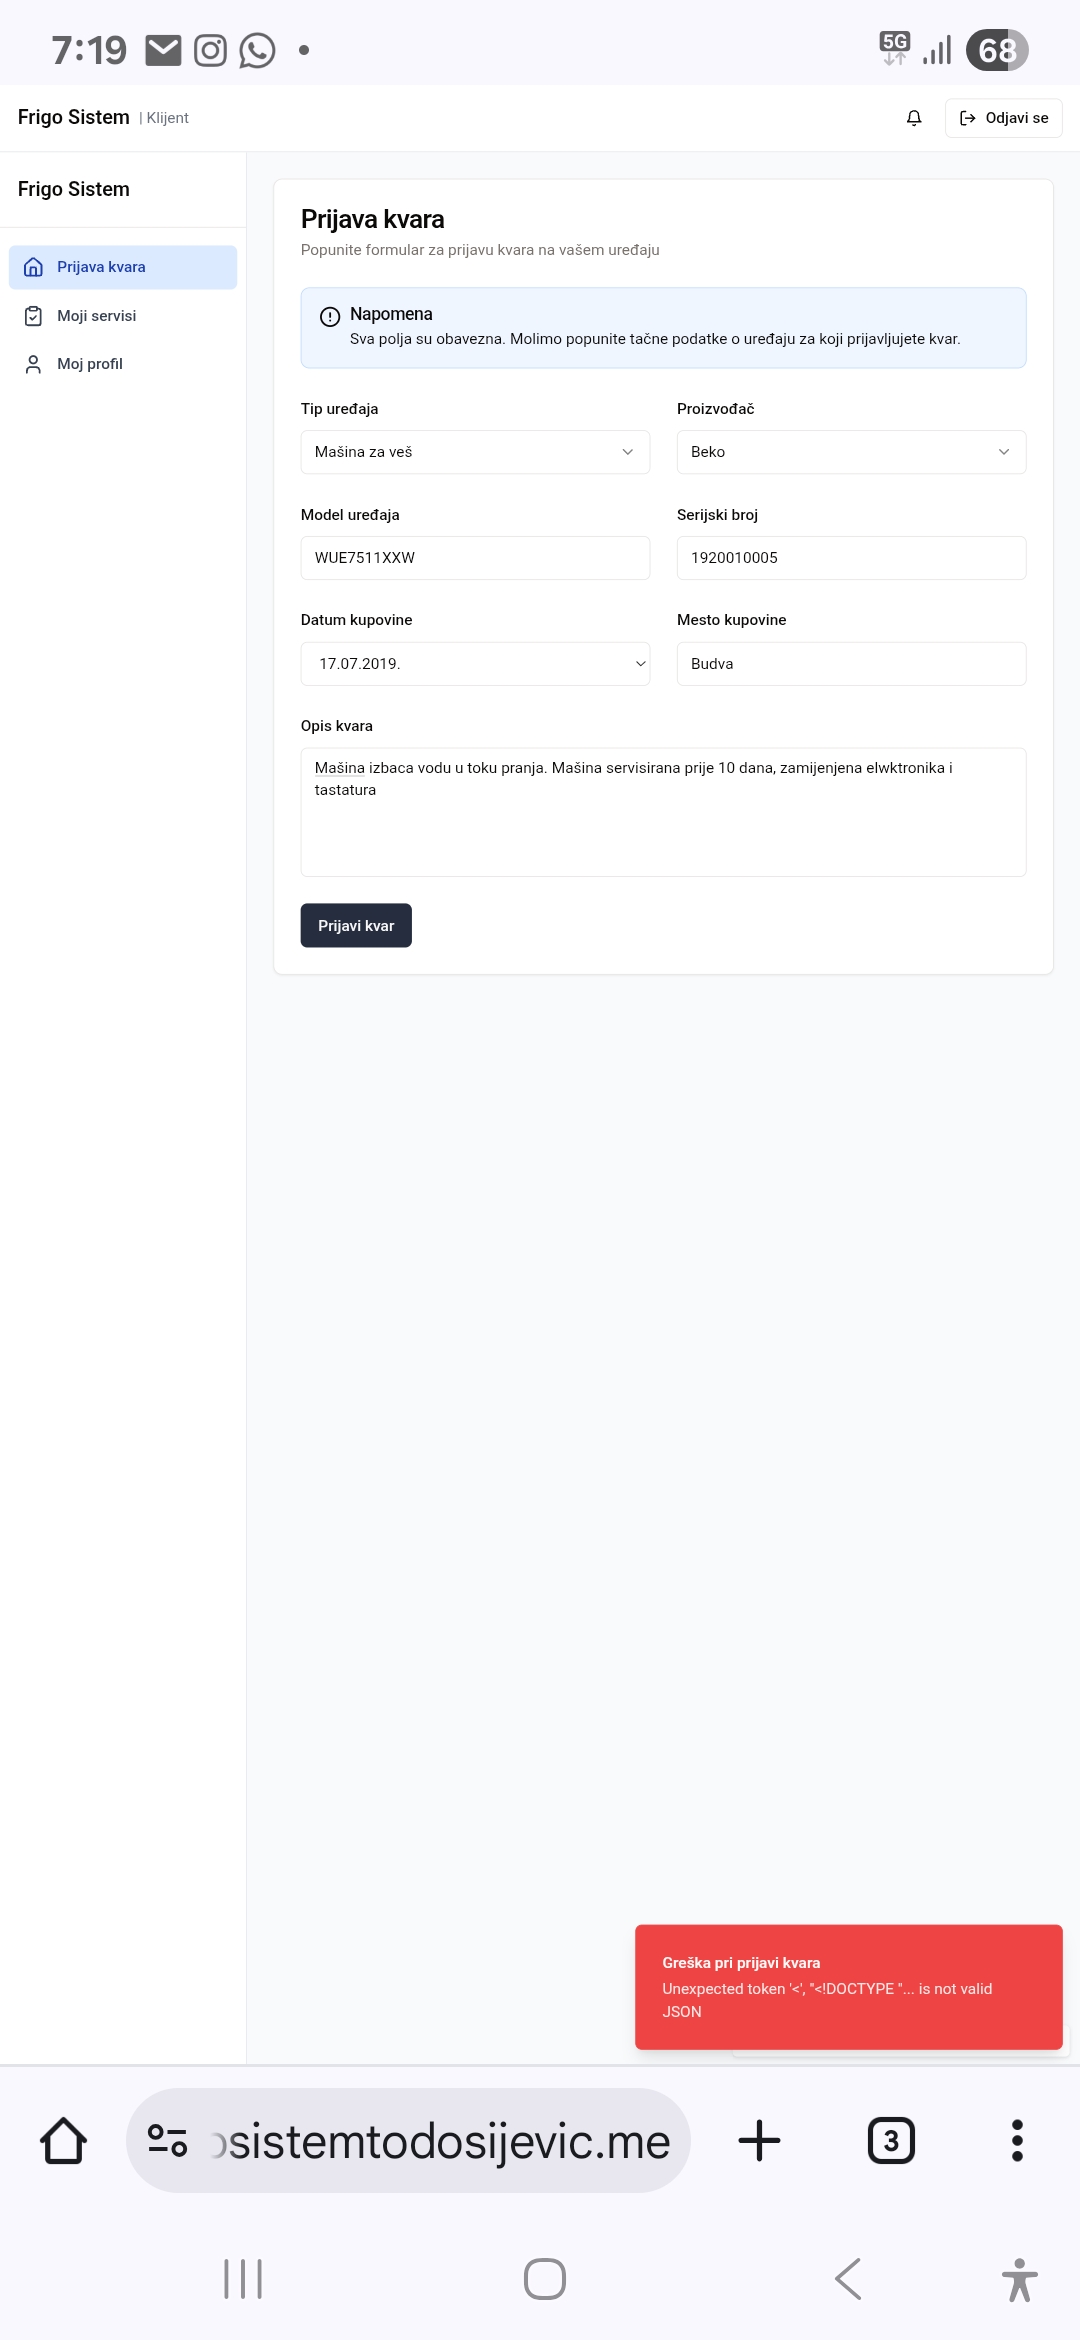 7:19
5G
68
Frigo Sistem | Klijent
Odjavi se
Frigo Sistem
Prijava kvara
Moji servisi
Moj profil
Prijava kvara
Popunite formular za prijavu kvara na vašem uređaju
Napomena
Sva polja su obavezna. Molimo popunite tačne podatke o uređaju za koji prijavljujete kvar.
Tip uređaja
Mašina za veš
Proizvođač
Beko
Model uređaja
WUE7511XXW
Serijski broj
1920010005
Datum kupovine
17.07.2019.
Mesto kupovine
Budva
Opis kvara
Mašina izbaca vodu u toku pranja. Mašina servisirana prije 10 dana, zamijenjena elwktronika i
tastatura
Prijavi kvar
Greška pri prijavi kvara
Unexpected token '<', "<!DOCTYPE "... is not valid
JSON
osistemtodosijevic.me
3